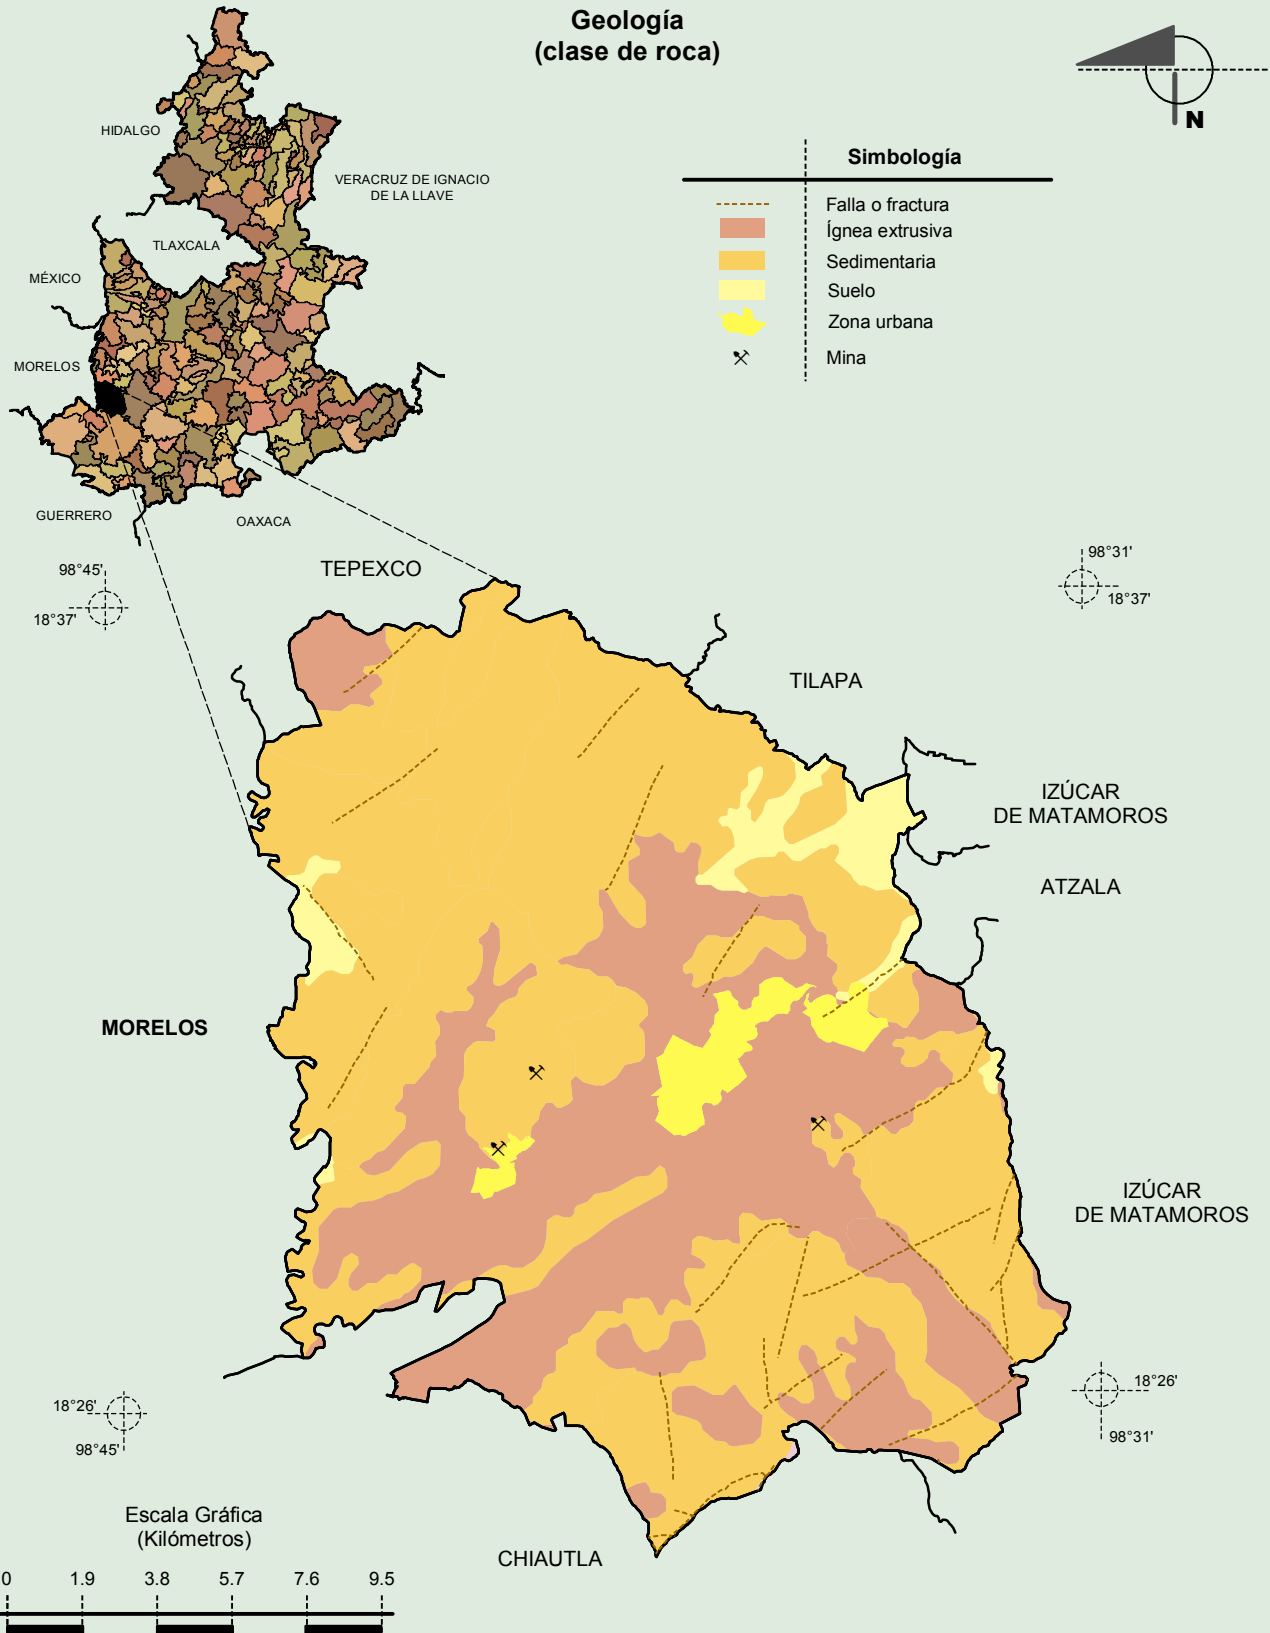 Geología
(clase de roca)
N
Simbología
Falla o fractura
Ígnea extrusiva
Sedimentaria
Suelo
Zona urbana
Mina
HIDALGO
VERACRUZ DE IGNACIO
DE LA LLAVE
TLAXCALA
MÉXICO
MORELOS
GUERRERO
OAXACA
98°45'
18°37'
98°31'
18°37'
TEPEXCO
TILAPA
IZÚCAR
DE MATAMOROS
ATZALA
MORELOS
IZÚCAR
DE MATAMOROS
18°26'
98°45'
18°26'
98°31'
CHIAUTLA
Escala Gráfica
(Kilómetros)
0 1.9 3.8 5.7 7.6 9.5